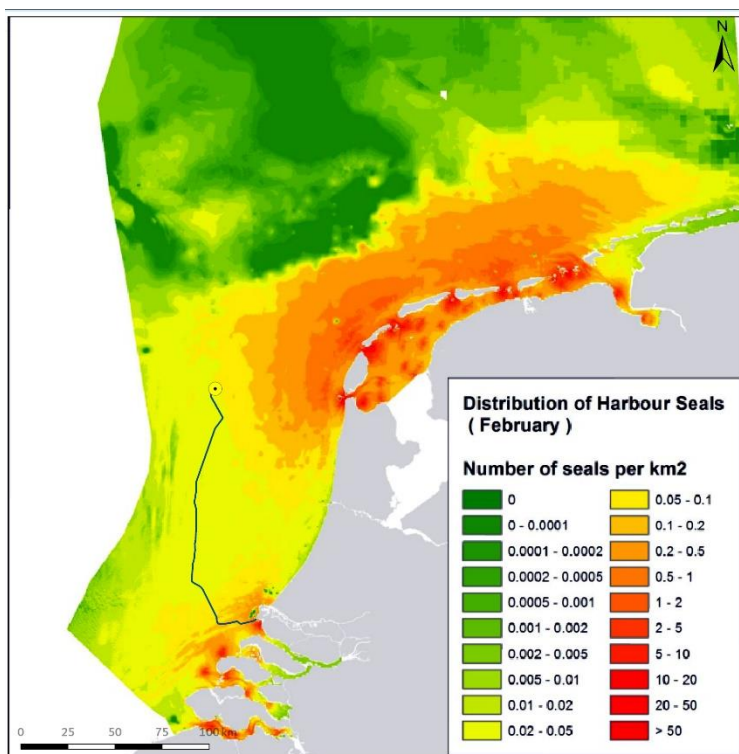 N
Distribution of Harbour Seals
( February )
Number of seals per km2
0
0 - 0.0001
0.0001 - 0.0002
0.0002 - 0.0005
0.0005 - 0.001
0.001 - 0.002
0.002 - 0.005
0.005 - 0.01
0.01 - 0.02
0.02 - 0.05
0.05 - 0.1
0.1 - 0.2
0.2 - 0.5
0.5 - 1
1 - 2
2 - 5
5 - 10
10 - 20
20 - 50
> 50
0 25 50 75 100 km